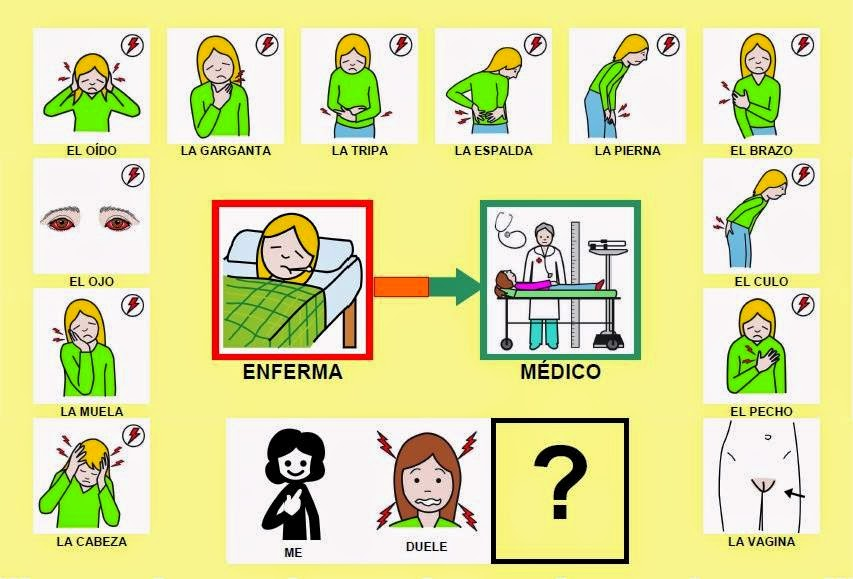 EL OÍDO
LA GARGANTA
LA TRIPA
LA ESPALDA
LA PIERNA
EL BRAZO
EL OJO
EL CULO
ENFERMA
MÉDICO
LA MUELA
EL PECHO
?
ME
DUELE
LA CABEZA
LA VAGINA